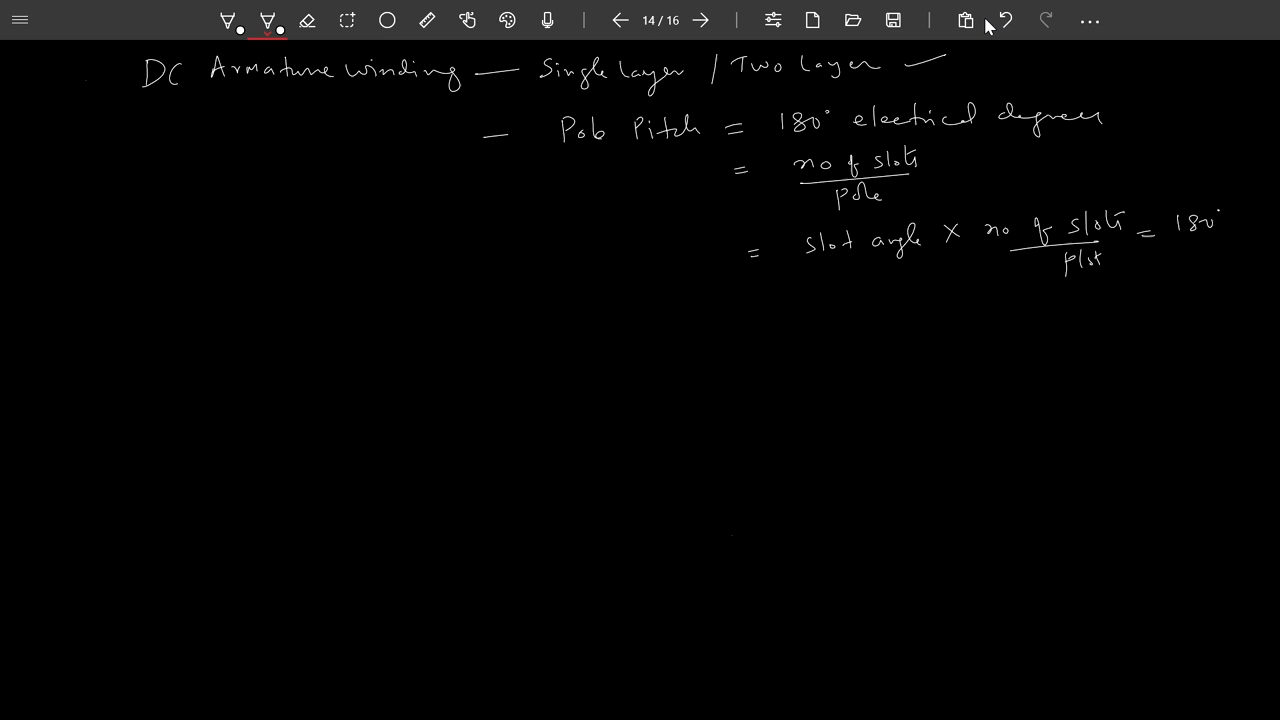 14 / 16
DC Armature winding — Single layer / Two Layer ✓
— Pole Pitch = 180° electrical degrees
= no of slots / pole
= slot angle × no of slots / plot = 180°